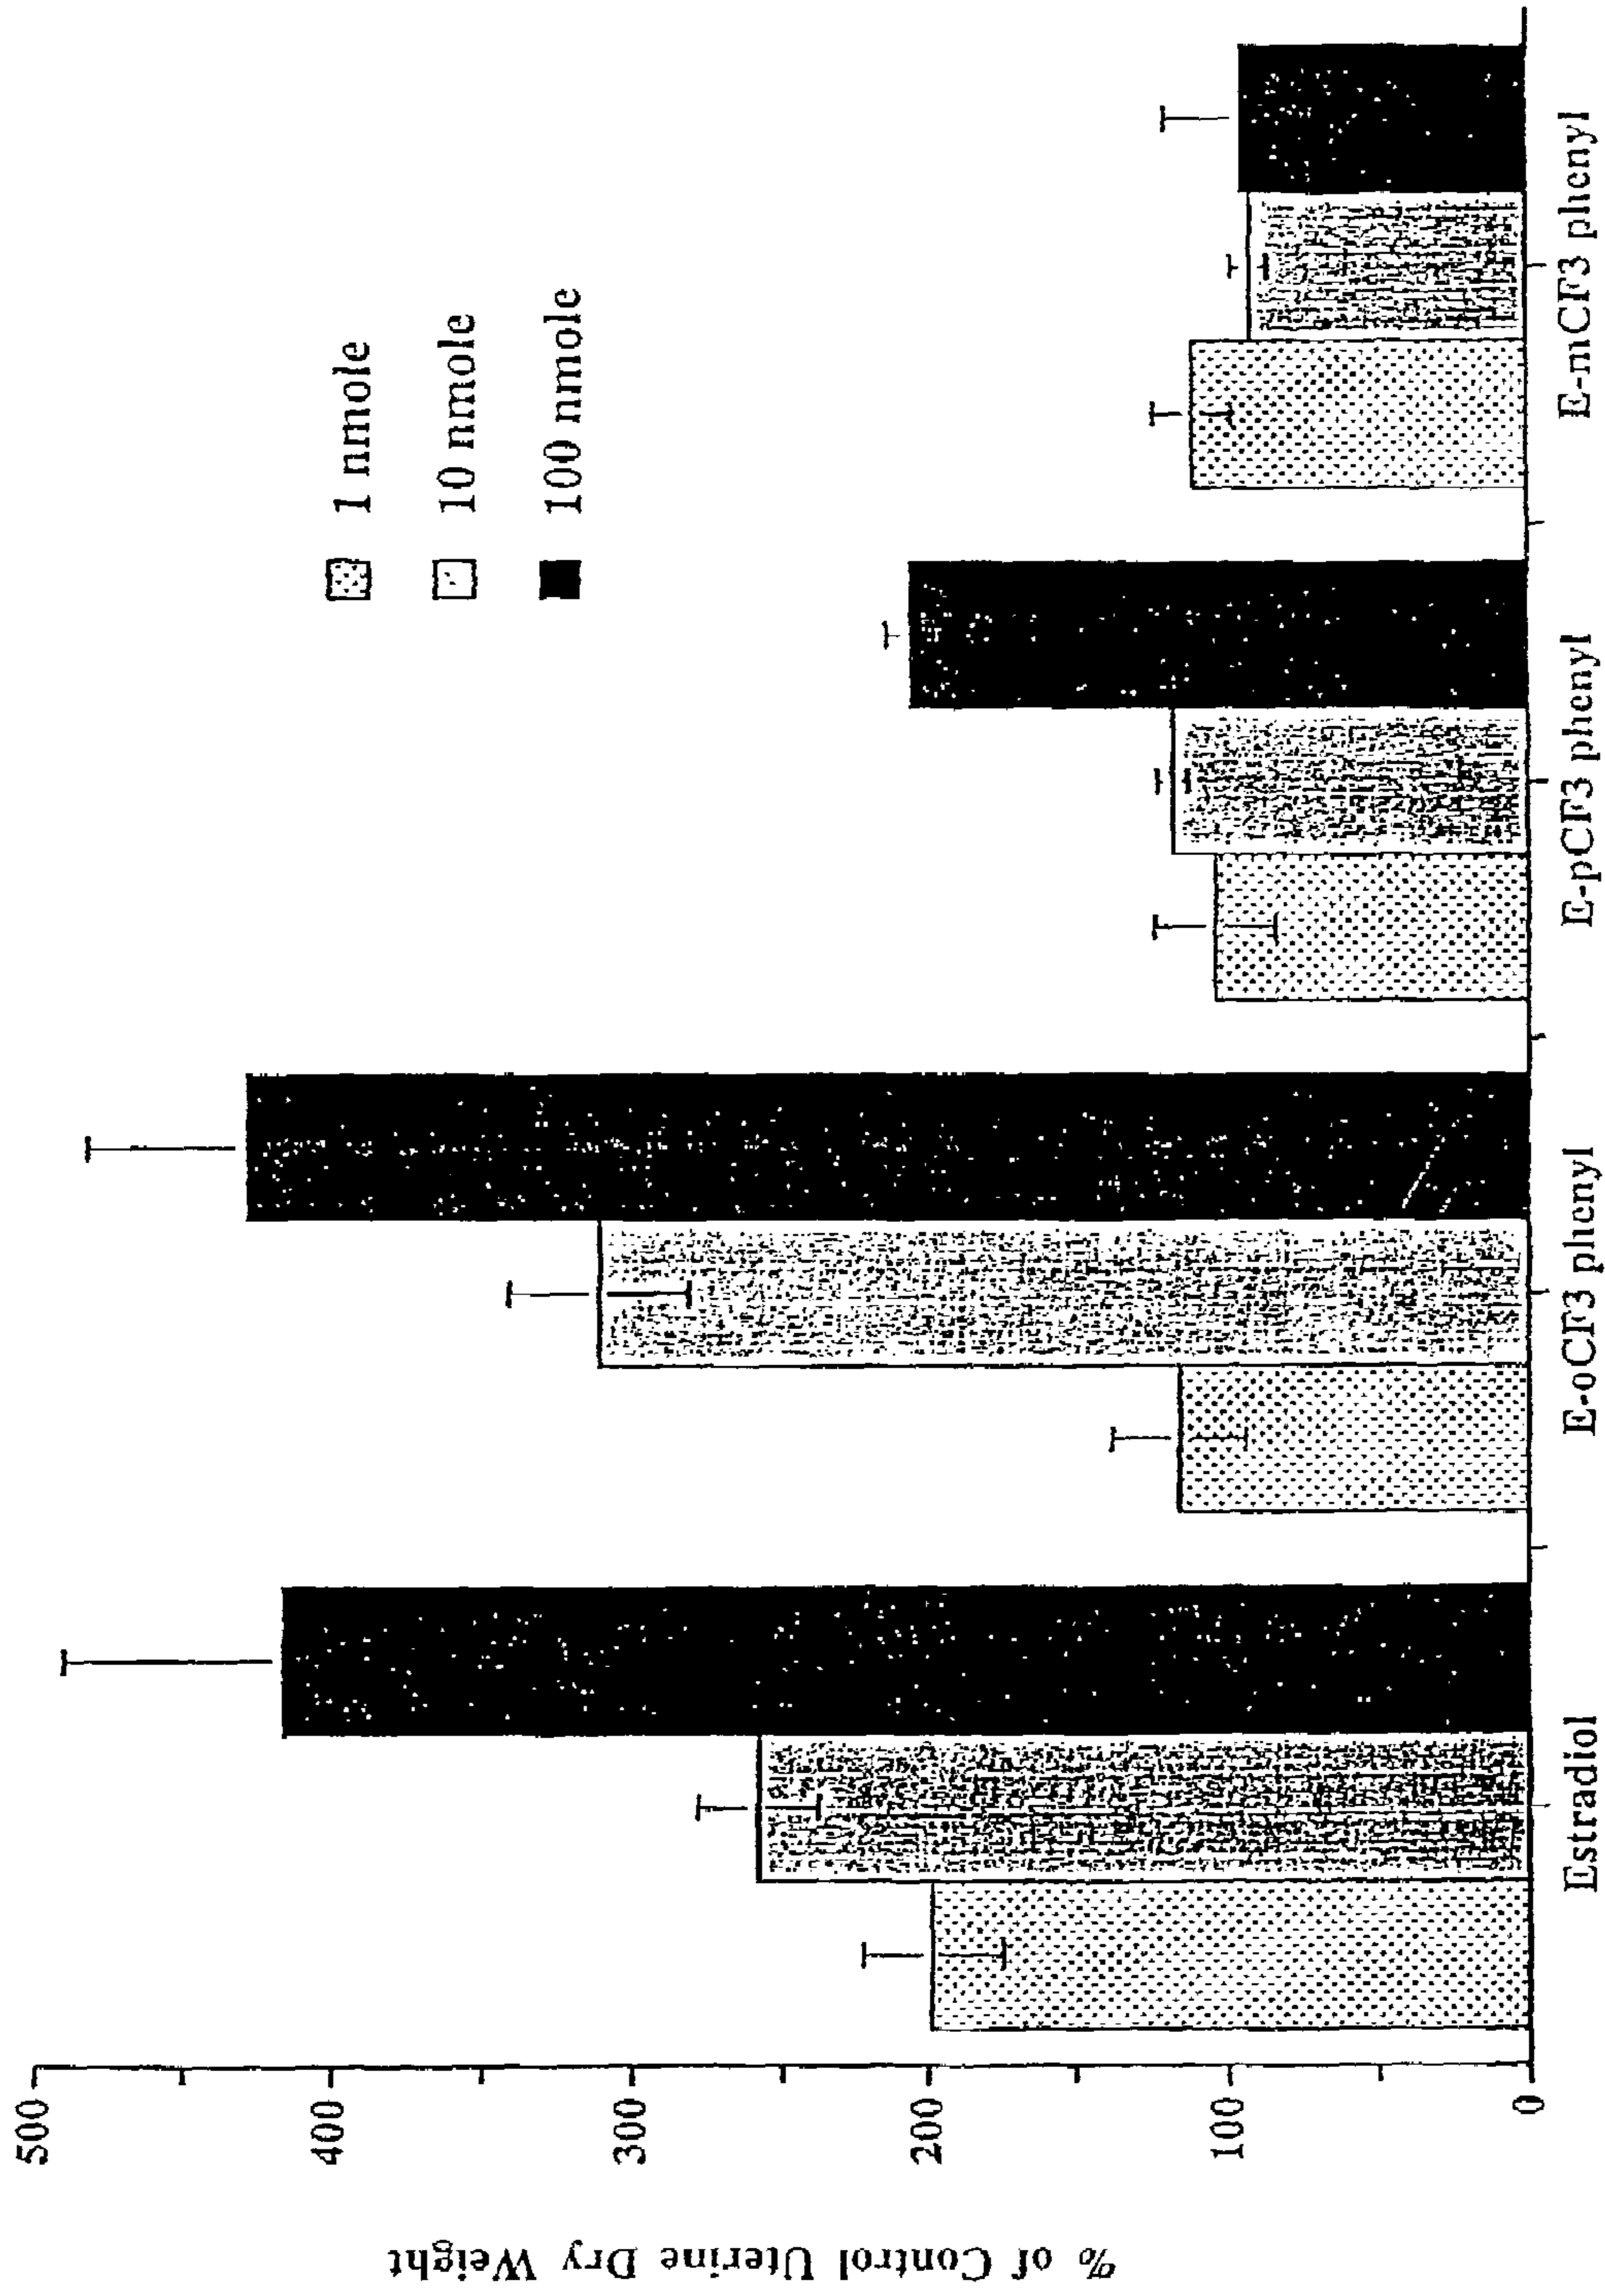 % of Control Uterine Dry Weight
500
400
300
200
100
0
1 nmole
10 nmole
100 nmole
Estradiol
E-oCF3 phenyl
E-pCF3 phenyl
E-mCF3 phenyl